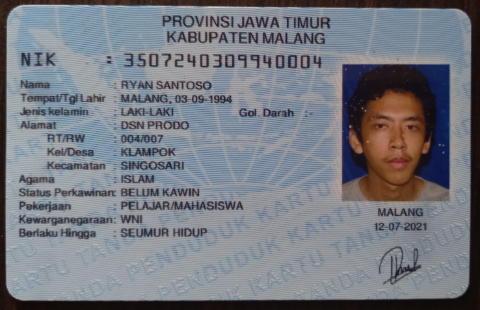 PROVINSI JAWA TIMUR
KABUPATEN MALANG
NIK : 3507240309940004
Nama : RYAN SANTOSO
Tempat/Tgl Lahir : MALANG, 03-09-1994
Jenis kelamin : LAKI-LAKI Gol. Darah :-
Alamat : DSN PRODO
RT/RW : 004/007
Kel/Desa : KLAMPOK
Kecamatan : SINGOSARI
Agama : ISLAM
Status Perkawinan: BELUM KAWIN
Pekerjaan : PELAJAR/MAHASISWA
Kewarganegaraan: WNI
Berlaku Hingga : SEUMUR HIDUP
MALANG
12-07-2021
KARTU TANDA PENDUDUK KARTU TANDA PENDUDUK